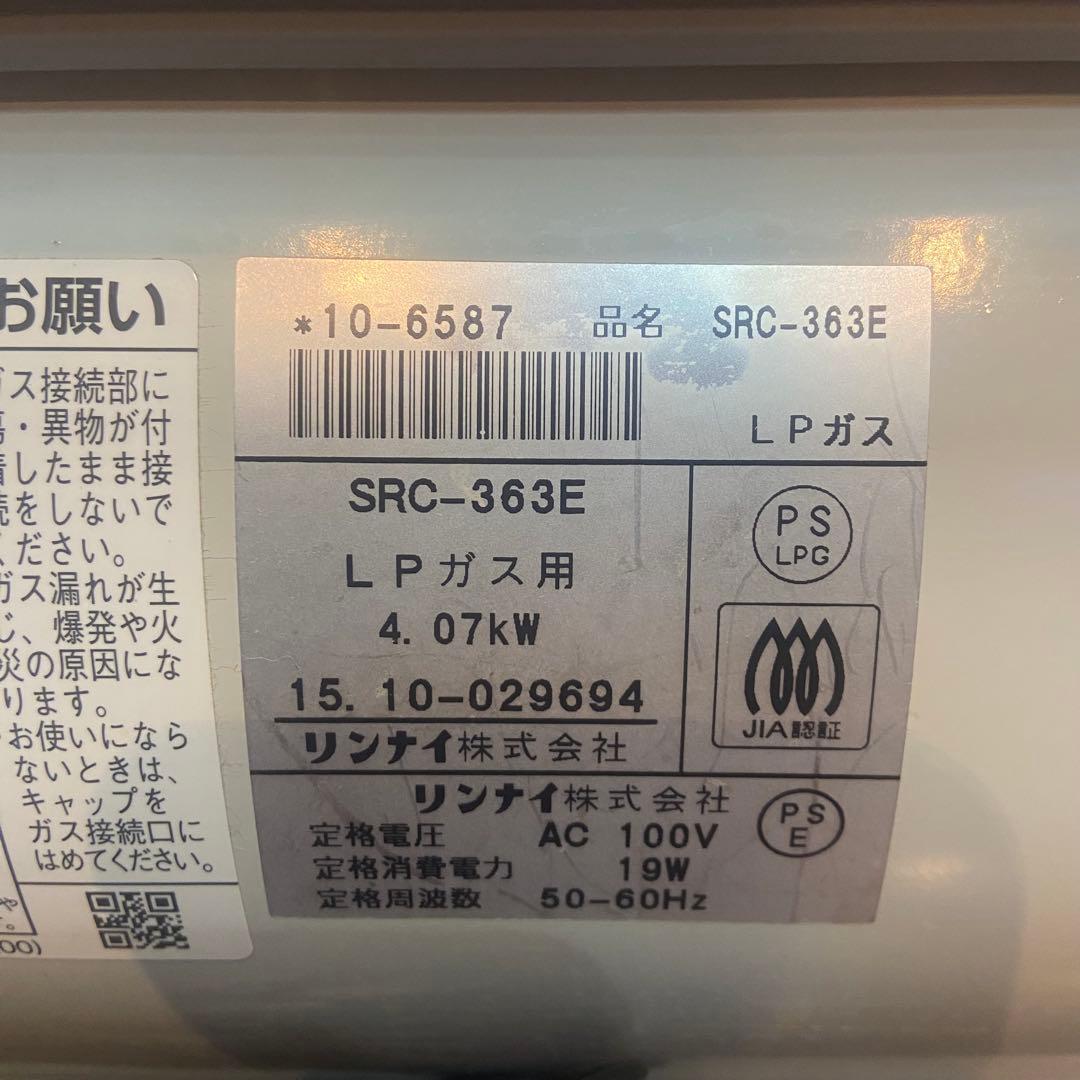 お願い
ガス接続部に
傷・異物が付
着したまま接
続をしないで
ください。
ガス漏れが生
じ、爆発や火
災の原因にな
ります。
お使いになら
ないときは、
キャップを
ガス接続口に
はめてください。
00)
*10-6587 品名 SRC-363E
LPガス
SRC-363E
LPガス用
4.07kW
15.10-029694
リンナイ株式会社
PS
LPG
JIA認証
リンナイ株式会社
定格電圧 AC 100V
定格消費電力 19W
定格周波数 50-60Hz
PS
E